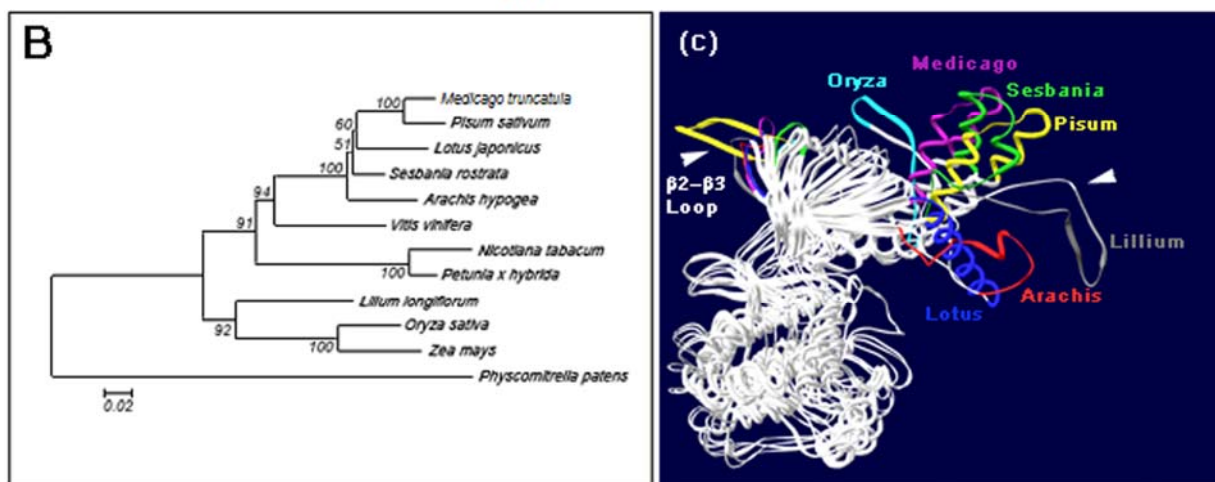 B
100
Medicago truncatula
Pisum sativum
60
Lotus japonicus
51
Sesbania rostrata
100
Arachis hypogea
94
Vitis vinifera
91
Nicotiana tabacum
100
Petunia x hybrida
Lilium longiflorum
92
Oryza sativa
100
Zea mays
Physcomitrella patens
0.02
(C)
Medicago
Oryza
Sesbania
Pisum
β2-β3
Loop
Lillium
Arachis
Lotus